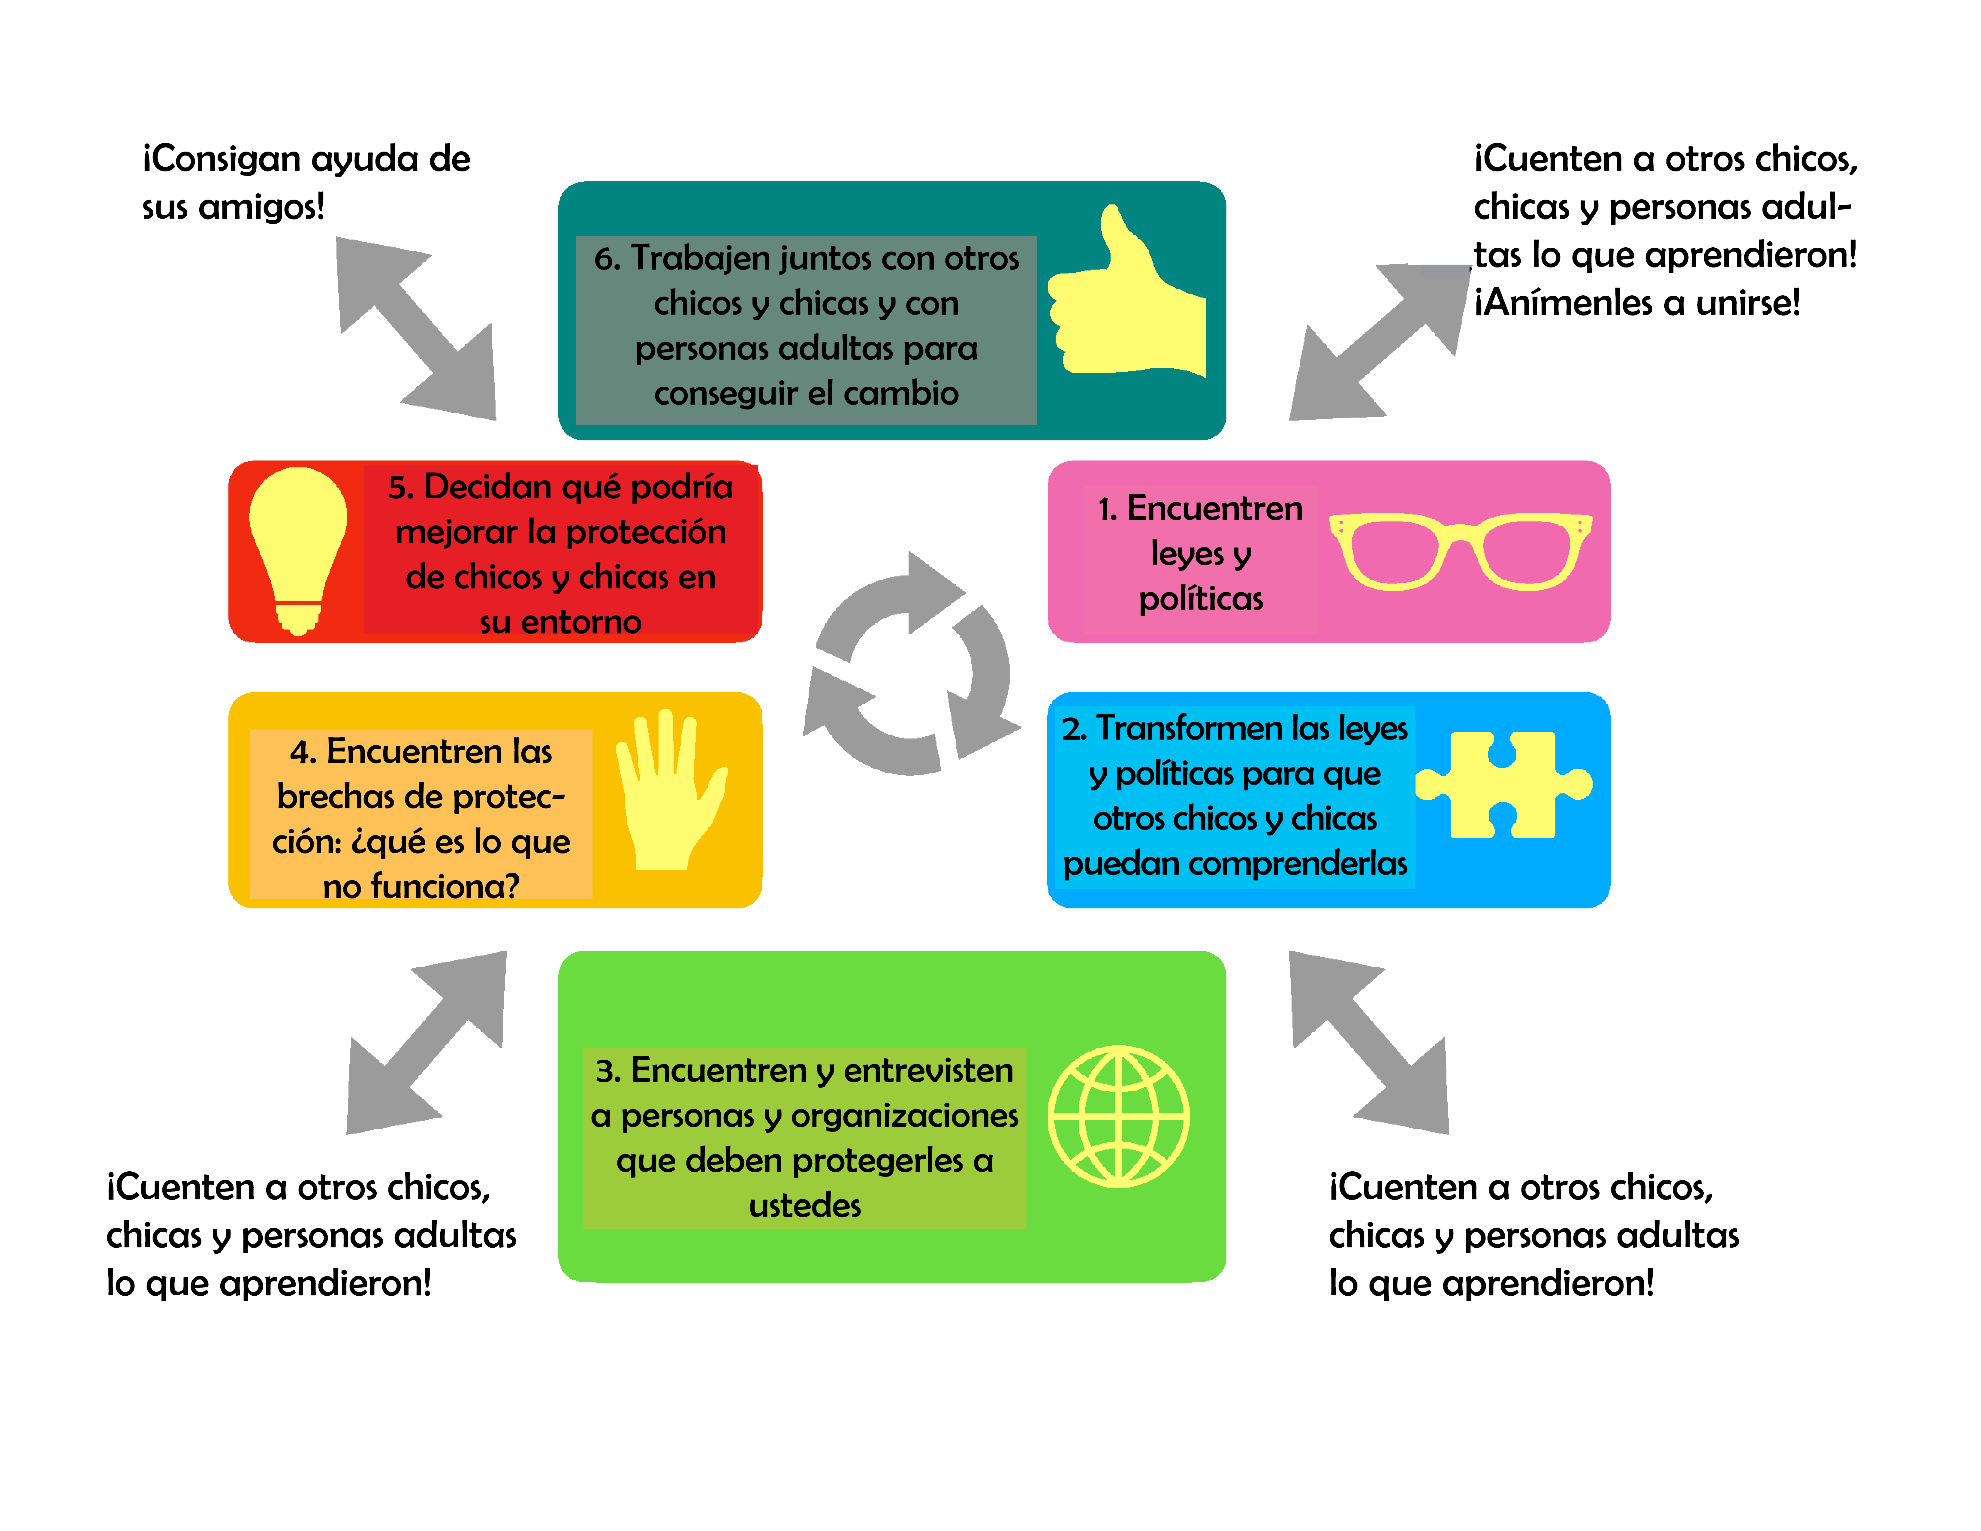 ¡Consigan ayuda de
sus amigos!
¡Cuenten a otros chicos,
chicas y personas adul-
tas lo que aprendieron!
¡Anímenles a unirse!
6. Trabajen juntos con otros
chicos y chicas y con
personas adultas para
conseguir el cambio
5. Decidan qué podría
mejorar la protección
de chicos y chicas en
su entorno
1. Encuentren
leyes y
políticas
4. Encuentren las
brechas de protec-
ción: ¿qué es lo que
no funciona?
2. Transformen las leyes
y políticas para que
otros chicos y chicas
puedan comprenderlas
3. Encuentren y entrevisten
a personas y organizaciones
que deben protegerles a
ustedes
¡Cuenten a otros chicos,
chicas y personas adultas
lo que aprendieron!
¡Cuenten a otros chicos,
chicas y personas adultas
lo que aprendieron!